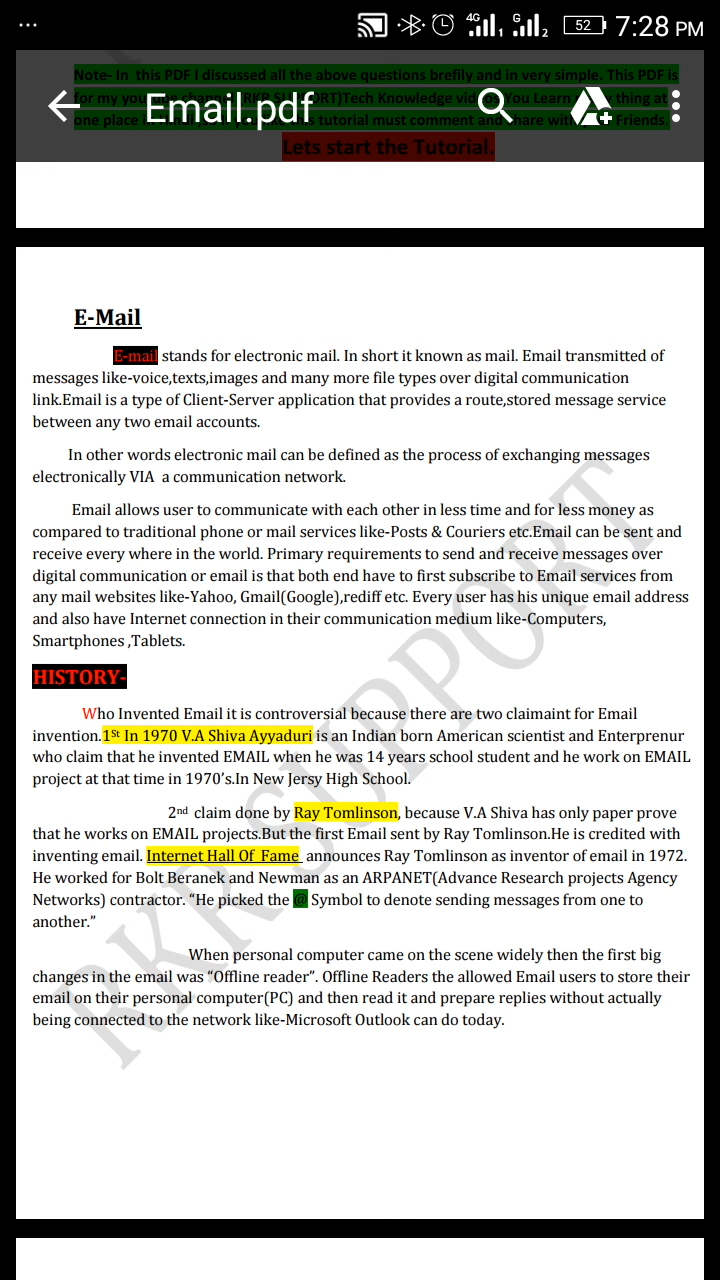 ... 4G 1 G 2 52 7:28 PM
Note- In this PDF I discussed all the above questions brefily and in very simple. This PDF is
for my youtube channel(RKR SUPPORT)Tech Knowledge videos You Learn thing at
one place tutorial must comment and share with Friends.
Email.pdf
Lets start the Tutorial.
E-Mail
E-mail stands for electronic mail. In short it known as mail. Email transmitted of
messages like-voice,texts,images and many more file types over digital communication
link.Email is a type of Client-Server application that provides a route,stored message service
between any two email accounts.
In other words electronic mail can be defined as the process of exchanging messages
electronically VIA a communication network.
Email allows user to communicate with each other in less time and for less money as
compared to traditional phone or mail services like-Posts & Couriers etc.Email can be sent and
receive every where in the world. Primary requirements to send and receive messages over
digital communication or email is that both end have to first subscribe to Email services from
any mail websites like-Yahoo, Gmail(Google),rediff etc. Every user has his unique email address
and also have Internet connection in their communication medium like-Computers,
Smartphones ,Tablets.
HISTORY-
Who Invented Email it is controversial because there are two claimaint for Email
invention.1St In 1970 V.A Shiva Ayyaduri is an Indian born American scientist and Enterprenur
who claim that he invented EMAIL when he was 14 years school student and he work on EMAIL
project at that time in 1970's.In New Jersy High School.
2nd claim done by Ray Tomlinson, because V.A Shiva has only paper prove
that he works on EMAIL projects.But the first Email sent by Ray Tomlinson.He is credited with
inventing email. Internet Hall Of Fame announces Ray Tomlinson as inventor of email in 1972.
He worked for Bolt Beranek and Newman as an ARPANET(Advance Research projects Agency
Networks) contractor. "He picked the @ Symbol to denote sending messages from one to
another."
When personal computer came on the scene widely then the first big
changes in the email was "Offline reader". Offline Readers the allowed Email users to store their
email on their personal computer(PC) and then read it and prepare replies without actually
being connected to the network like-Microsoft Outlook can do today.
RKR SUPPORT